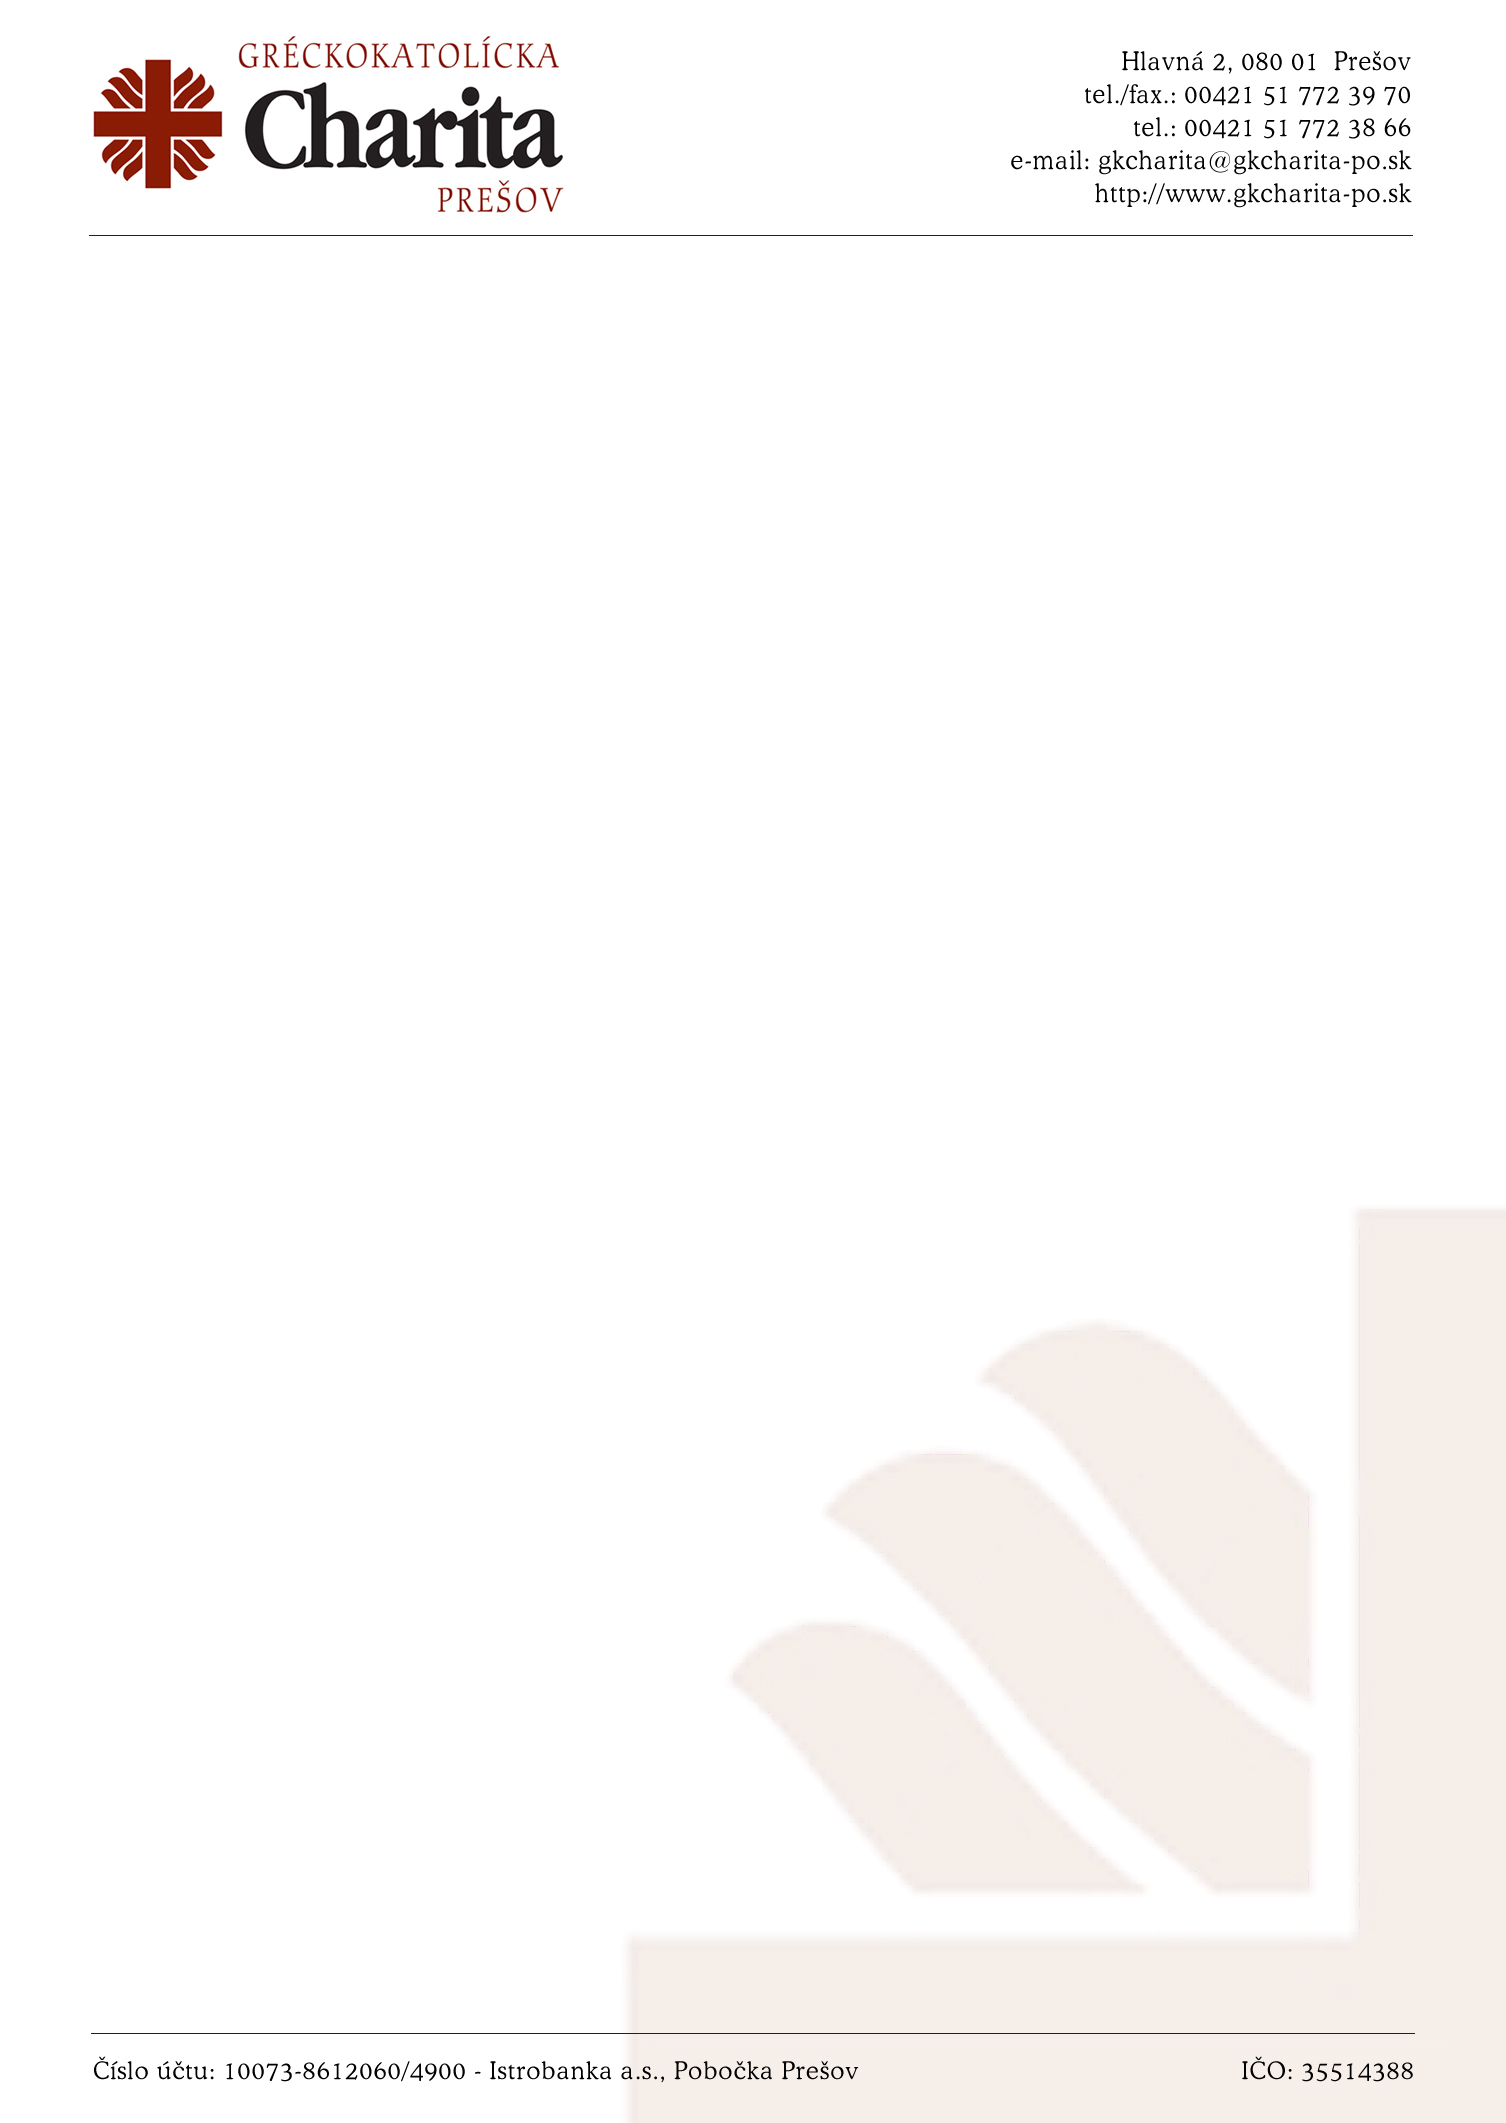 GRÉCKOKATOLÍCKA
Charita
PREŠOV
Hlavná 2, 080 01  Prešov
tel./fax.: 00421 51 772 39 70
tel.: 00421 51 772 38 66
e-mail: gkcharita@gkcharita-po.sk
http://www.gkcharita-po.sk
Číslo účtu: 10073-8612060/4900 - Istrobanka a.s., Pobočka Prešov
IČO: 35514388